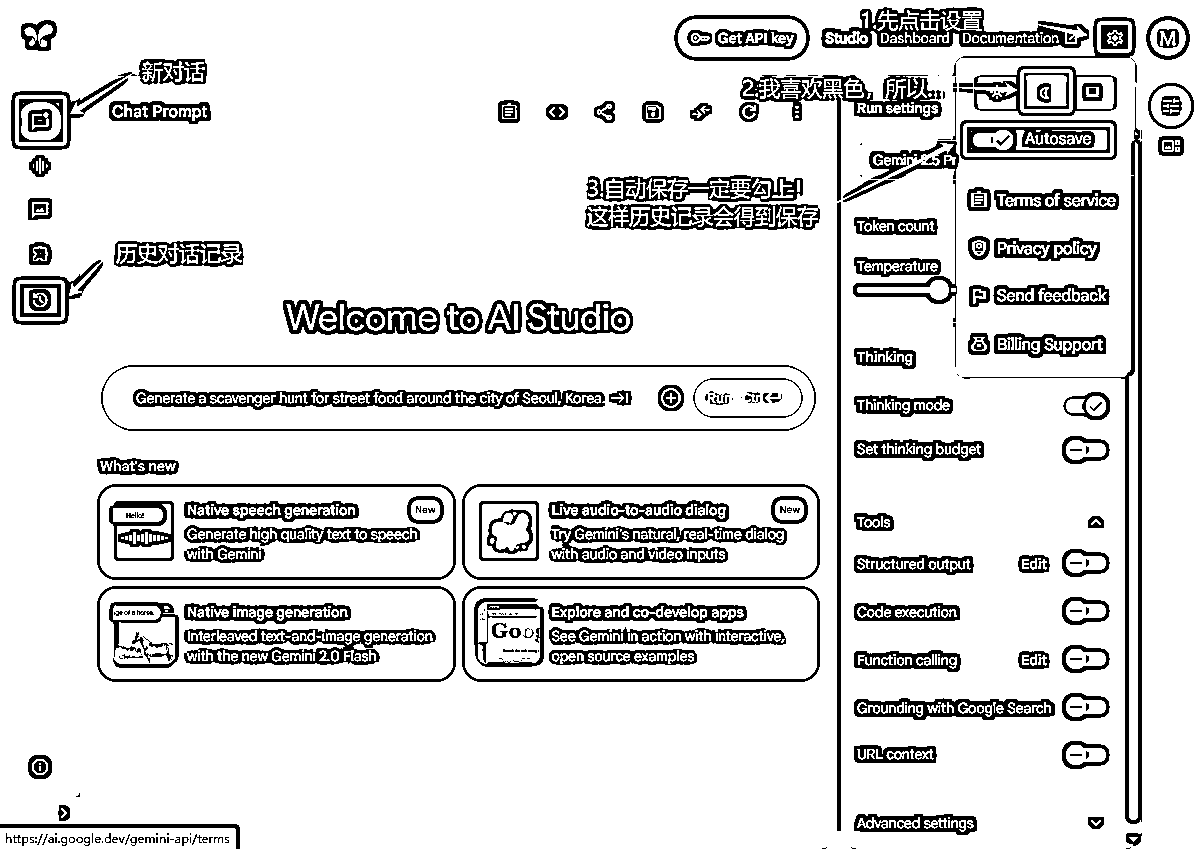 1.先点击设置
Get API key
Studio
Dashboard
Documentation
M
新对话
2.我喜欢黑色，所以...
Chat Prompt
Run settings
Autosave
Gemini 2.5 Pr
3.自动保存一定要勾上！
这样历史记录会得到保存
Terms of service
Token count
Privacy policy
历史对话记录
Temperature
Send feedback
Welcome to AI Studio
Billing Support
Thinking
Generate a scavenger hunt for street food around the city of Seoul, Korea.
Run Ctrl
Thinking mode
Set thinking budget
What's new
Hello!
Native speech generation
New
Generate high quality text to speech
with Gemini
Live audio-to-audio dialog
New
Try Gemini's natural, real-time dialog
with audio and video inputs
Tools
Structured output
Edit
Native image generation
Interleaved text-and-image generation
with the new Gemini 2.0 Flash
Goog
Explore and co-develop apps
See Gemini in action with interactive,
open source examples
Code execution
Function calling
Edit
Grounding with Google Search
URL context
Advanced settings
https://ai.google.dev/gemini-api/terms